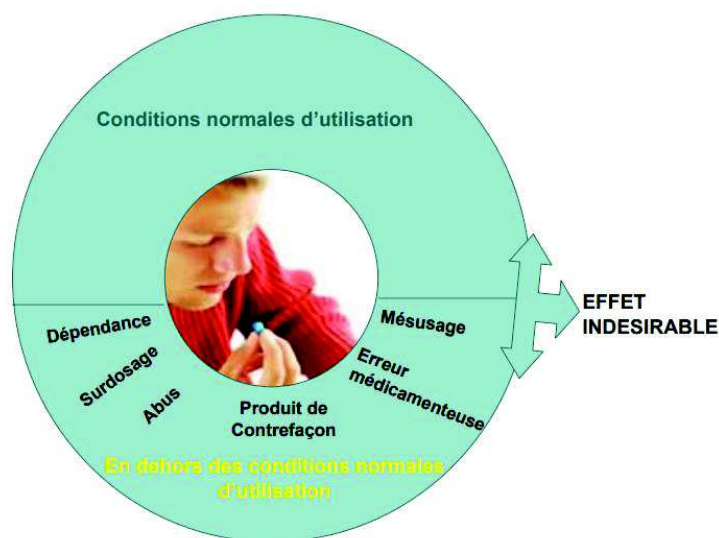 Conditions normales d'utilisation
EFFET
INDESIRABLE
Dépendance
Surdosage
Abus
Produit de
Contrefaçon
Erreur
médicamenteuse
Mésusage
En dehors des conditions normales
d'utilisation